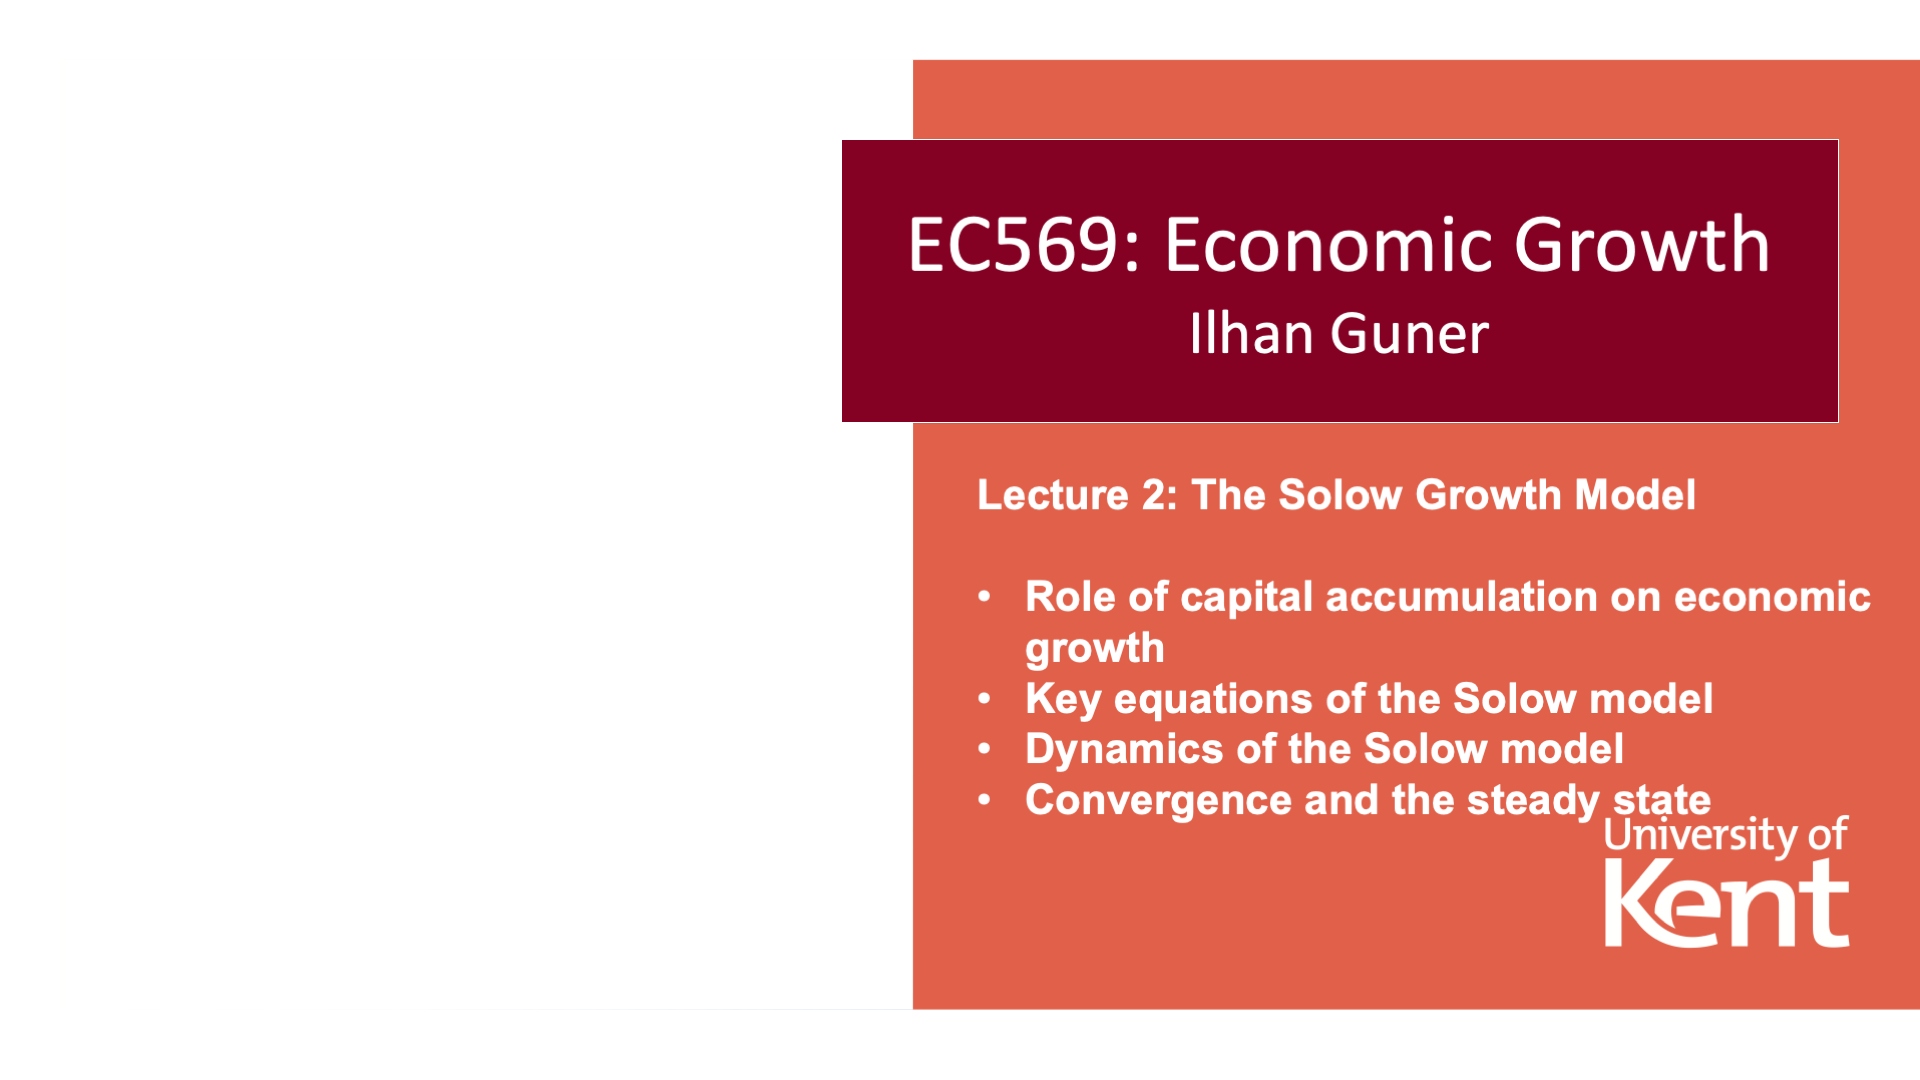 EC569: Economic Growth
Ilhan Guner
Lecture 2: The Solow Growth Model
• Role of capital accumulation on economic
growth
• Key equations of the Solow model
• Dynamics of the Solow model
• Convergence and the steady state
University of
Kent